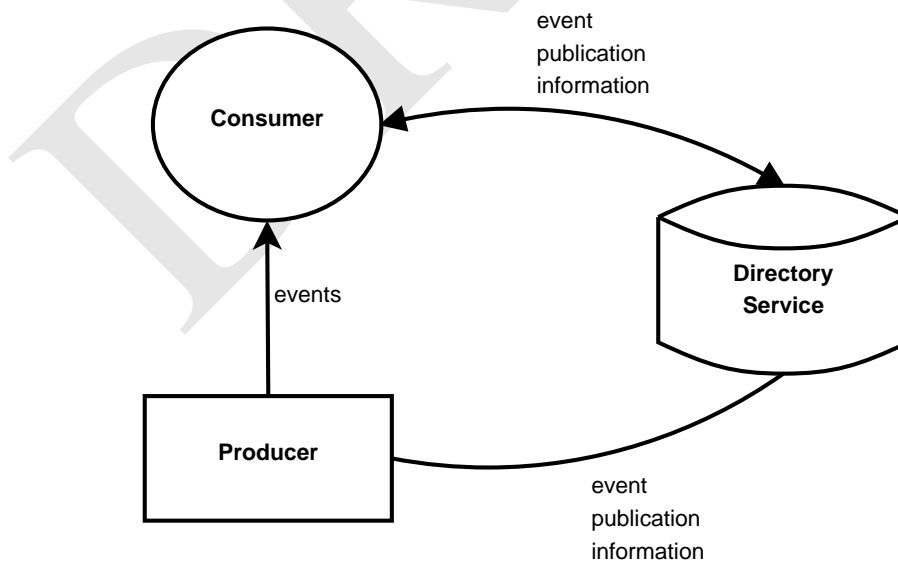 event
publication
information
Consumer
Directory
Service
events
Producer
event
publication
information